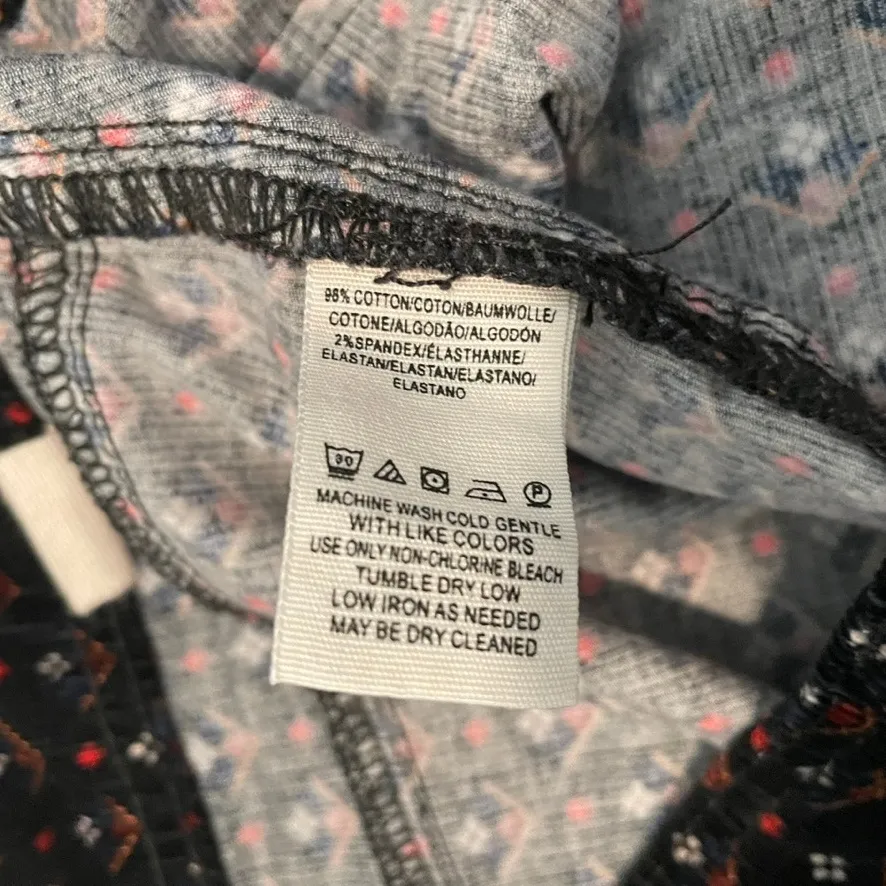 98% COTTON/COTON/BAUMWOLLE/
COTONE/ALGODÃO/ALGODÓN
2%SPANDEX/ÉLASTHANNE/
ELASTAN/ELASTAN/ELASTANO/
ELASTANO
30
P
MACHINE WASH COLD GENTLE
WITH LIKE COLORS
USE ONLY NON-CHLORINE BLEACH
TUMBLE DRY LOW
LOW IRON AS NEEDED
MAY BE DRY CLEANED